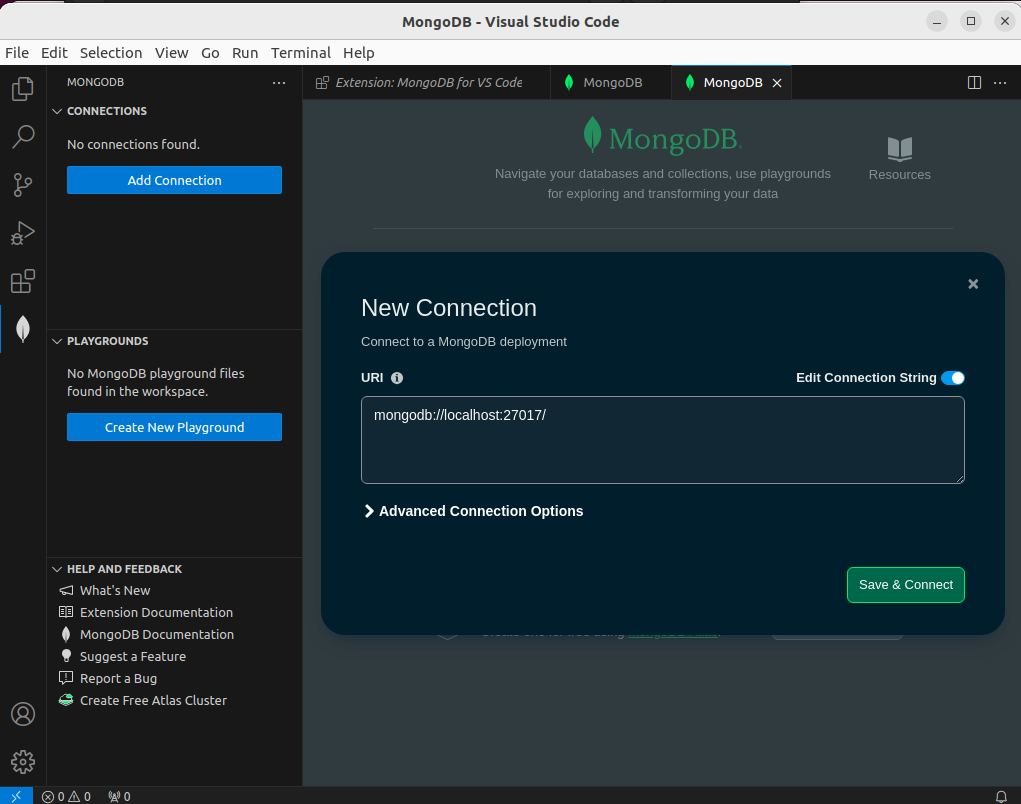 MongoDB - Visual Studio Code
File Edit Selection View Go Run Terminal Help
MONGODB
Extension: MongoDB for VS Code
MongoDB
MongoDB
CONNECTIONS
No connections found.
Add Connection
PLAYGROUNDS
No MongoDB playground files
found in the workspace.
Create New Playground
HELP AND FEEDBACK
What's New
Extension Documentation
MongoDB Documentation
Suggest a Feature
Report a Bug
Create Free Atlas Cluster
MongoDB.
Navigate your databases and collections, use playgrounds
for exploring and transforming your data
Resources
New Connection
Connect to a MongoDB deployment
URI
Edit Connection String
mongodb://localhost:27017/
Advanced Connection Options
Save & Connect
0 0 0